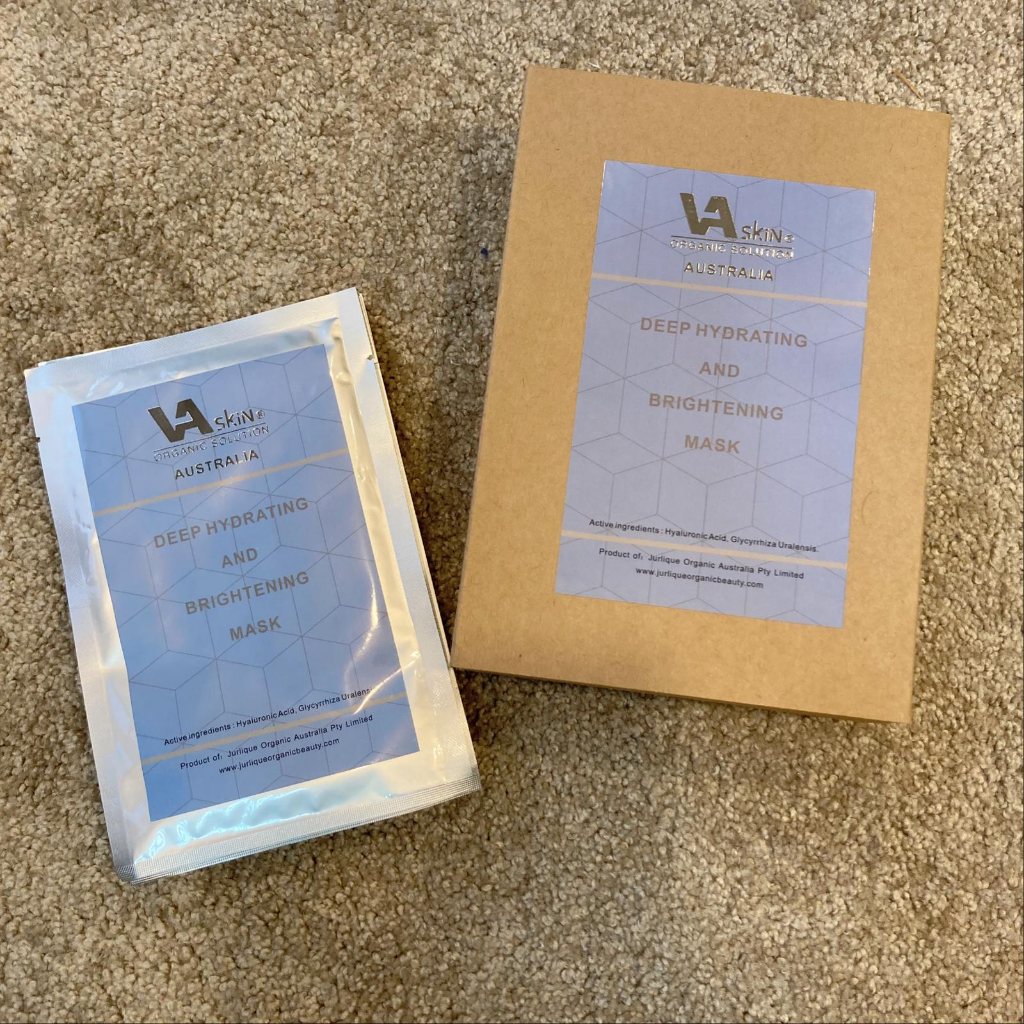 VA skiN®
ORGANIC SOLUTION
AUSTRALIA
DEEP HYDRATING
AND
BRIGHTENING
MASK
Active ingredients : Hyaluronic Acid, Glycyrrhiza Uralensis.
Product of: Jurlique Organic Australia Pty Limited
www.jurliqueorganicbeauty.com
VA skiN®
ORGANIC SOLUTION
AUSTRALIA
DEEP HYDRATING
AND
BRIGHTENING
MASK
Active ingredients : Hyaluronic Acid, Glycyrrhiza Uralensis
Product of: Jurlique Organic Australia Pty Limited
www.jurliqueorganicbeauty.com